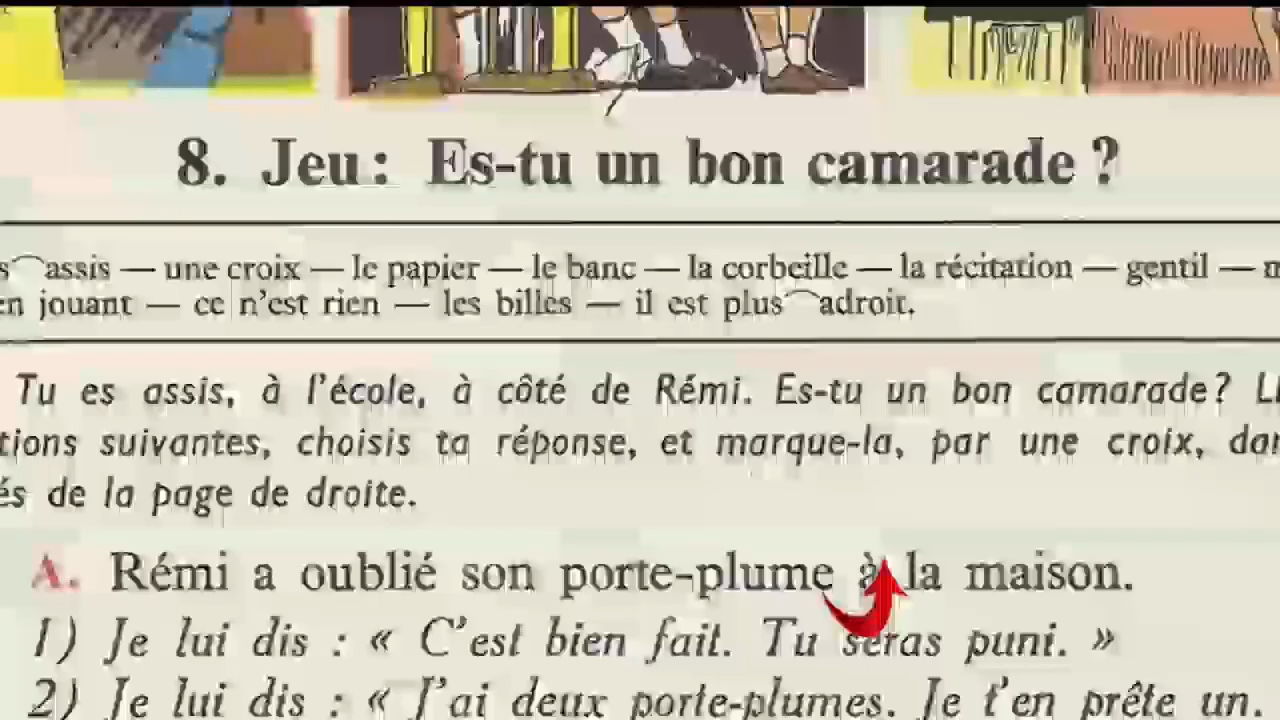 8. Jeu : Es-tu un bon camarade ?
assis — une croix — le papier — le banc — la corbeille — la récitation — gentil —
en jouant — ce n'est rien — les billes — il est plus adroit.
Tu es assis, à l'école, à côté de Rémi. Es-tu un bon camarade ?
suivantes, choisis ta réponse, et marque-la, par une croix,
de la page de droite.
A. Rémi a oublié son porte-plume à la maison.
1) Je lui dis : « C'est bien fait. Tu seras puni. »
2) Je lui dis : « J'ai deux porte-plumes. Je t'en prête un.